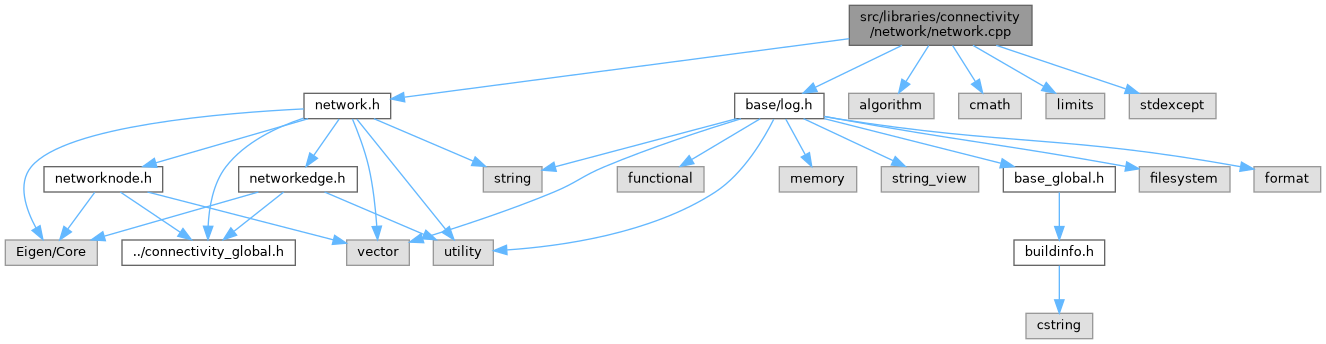 src/libraries/connectivity
/network/network.cpp
network.h
base/log.h
algorithm
cmath
limits
stdexcept
networknode.h
networkedge.h
string
functional
memory
string_view
base_global.h
filesystem
format
Eigen/Core
../connectivity_global.h
vector
utility
buildinfo.h
cstring